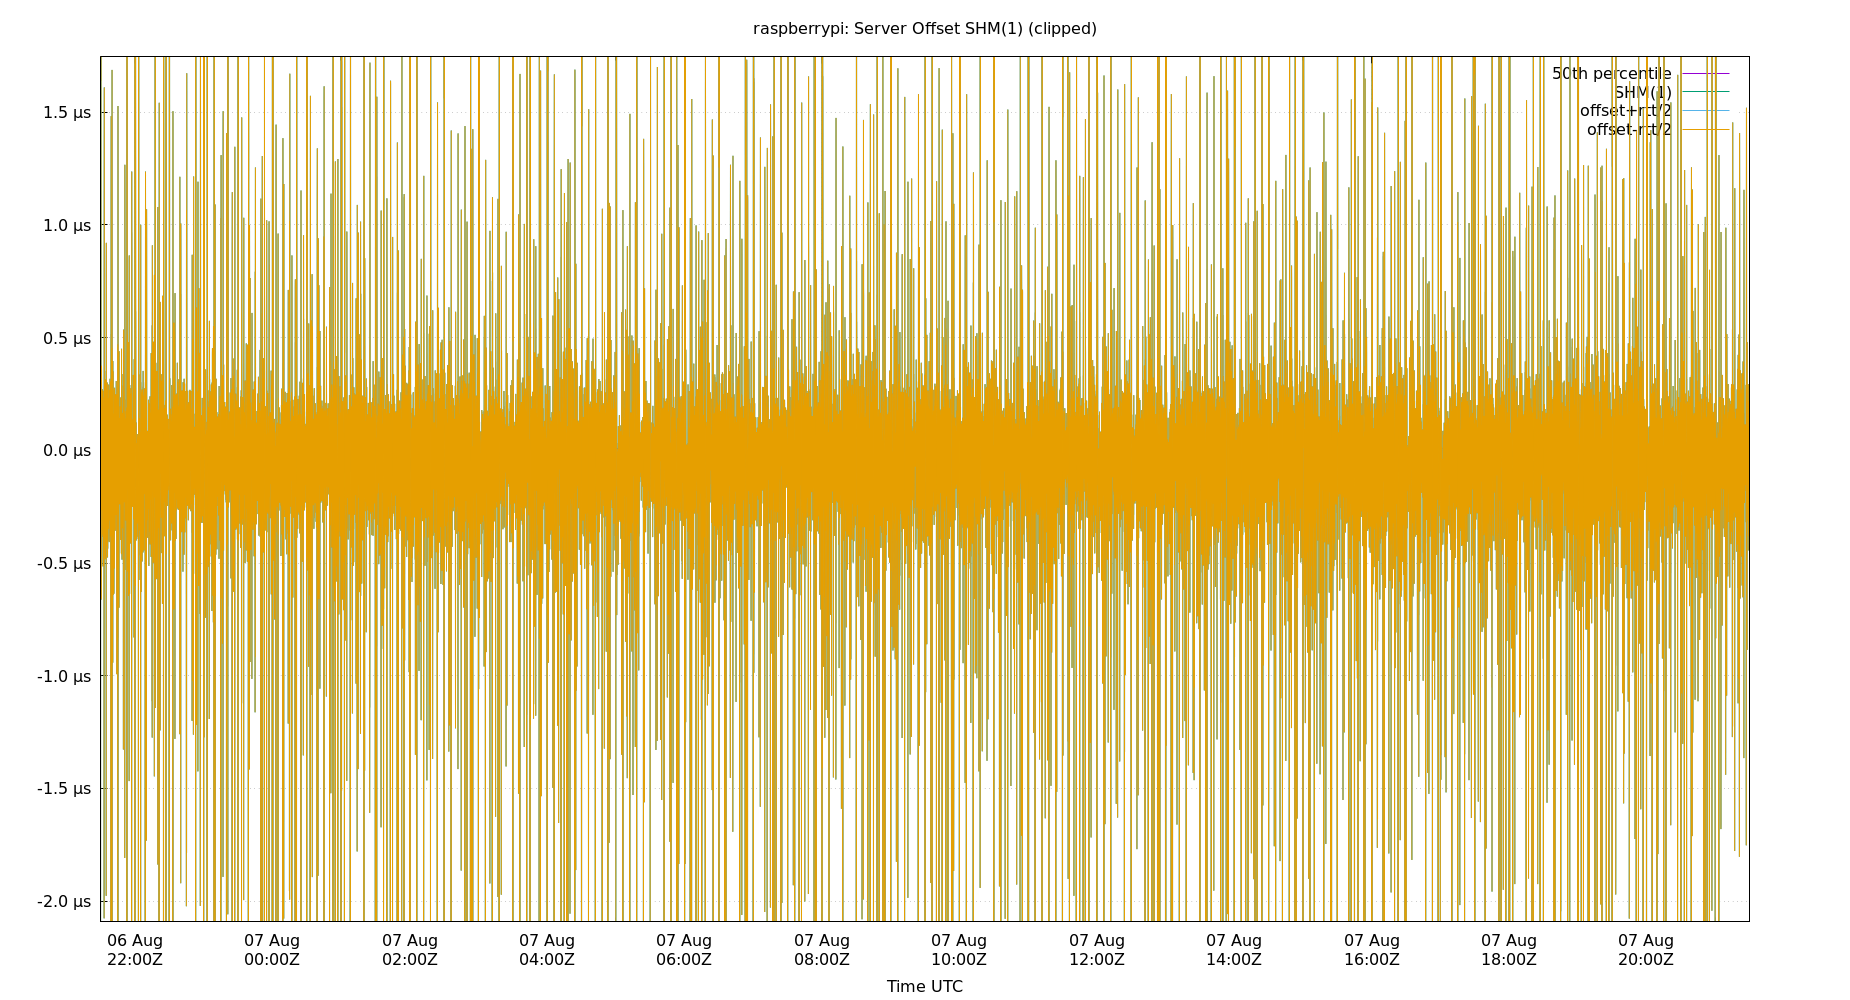 raspberrypi: Server Offset SHM(1) (clipped)
50th percentile
SHM(1)
offset+rtt/2
offset-rtt/2
1.5 µs
1.0 µs
0.5 µs
0.0 µs
-0.5 µs
-1.0 µs
-1.5 µs
-2.0 µs
06 Aug 07 Aug 07 Aug 07 Aug 07 Aug 07 Aug 07 Aug 07 Aug 07 Aug 07 Aug 07 Aug 07 Aug
22:00Z 00:00Z 02:00Z 04:00Z 06:00Z 08:00Z 10:00Z 12:00Z 14:00Z 16:00Z 18:00Z 20:00Z
Time UTC